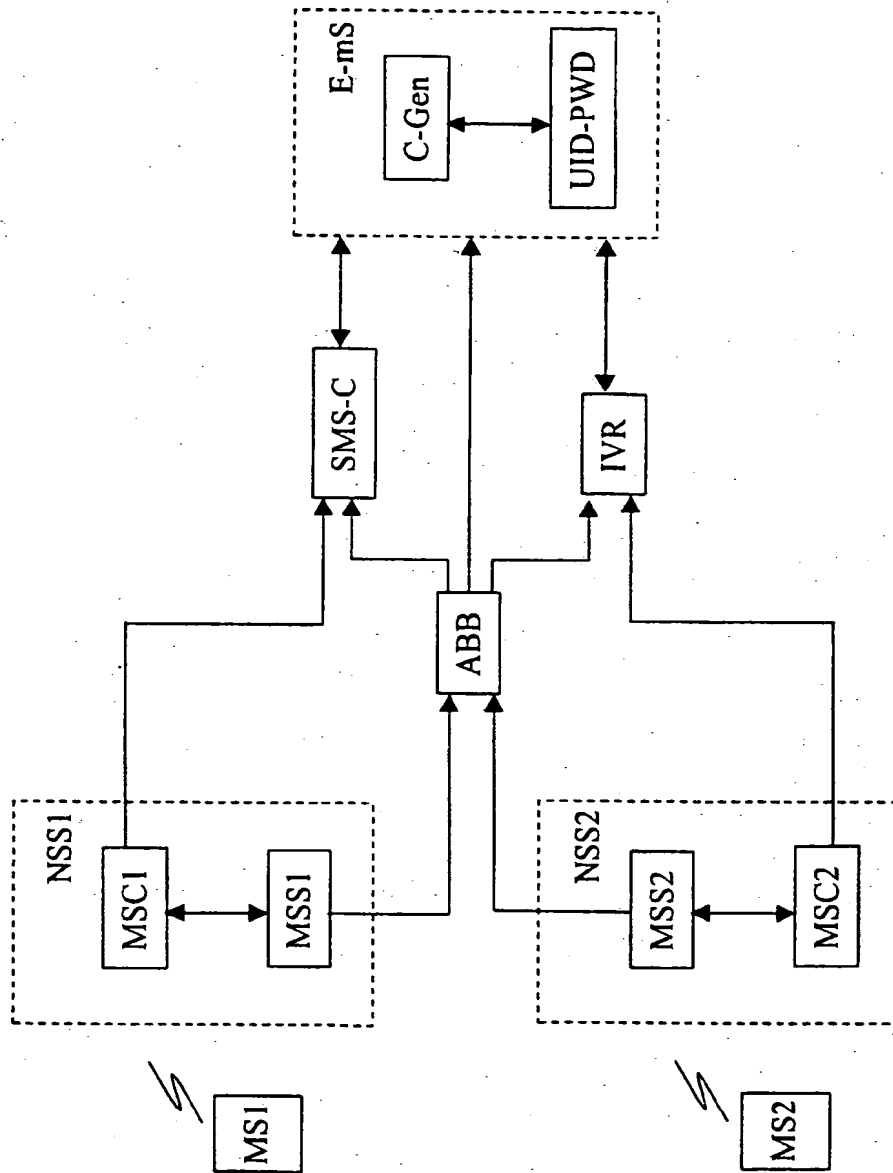 MS1
NSS1
MSC1
MSS1
MS2
NSS2
MSS2
MSC2
ABB
SMS-C
IVR
E-mS
C-Gen
UID-PWD